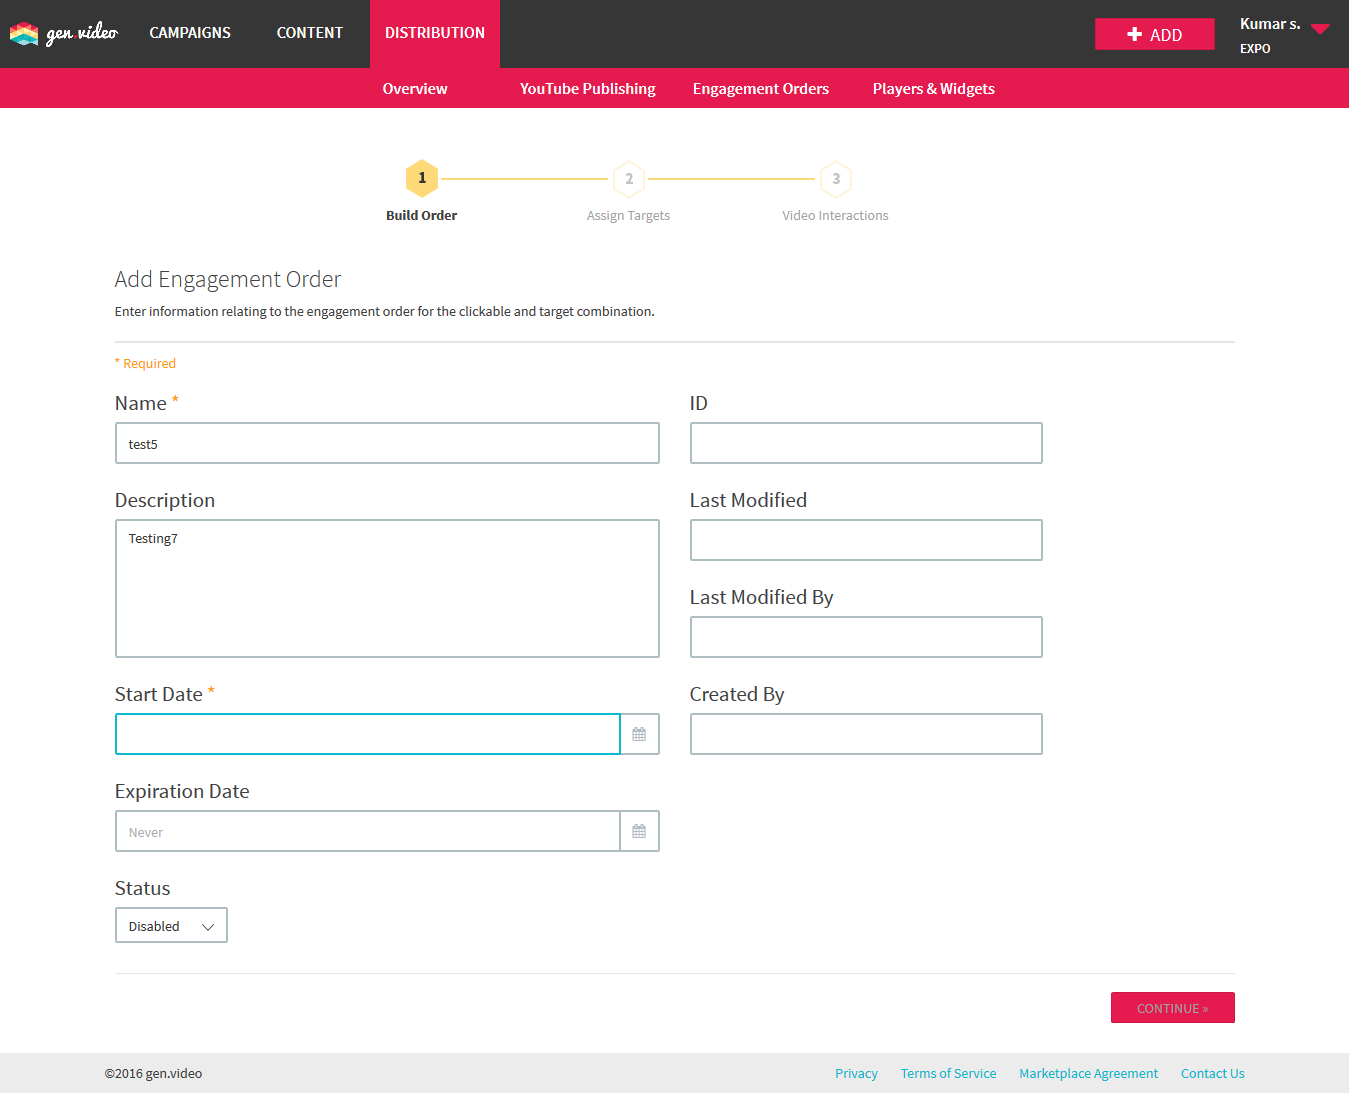 gen.video
CAMPAIGNS
CONTENT
DISTRIBUTION
ADD
Kumar s.
EXPO
Overview
YouTube Publishing
Engagement Orders
Players & Widgets
1
2
3
Build Order
Assign Targets
Video Interactions
Add Engagement Order
Enter information relating to the engagement order for the clickable and target combination.
* Required
Name *
ID
test5
Description
Last Modified
Testing7
Last Modified By
Start Date *
Created By
Expiration Date
Never
Status
Disabled
CONTINUE »
©2016 gen.video
Privacy
Terms of Service
Marketplace Agreement
Contact Us